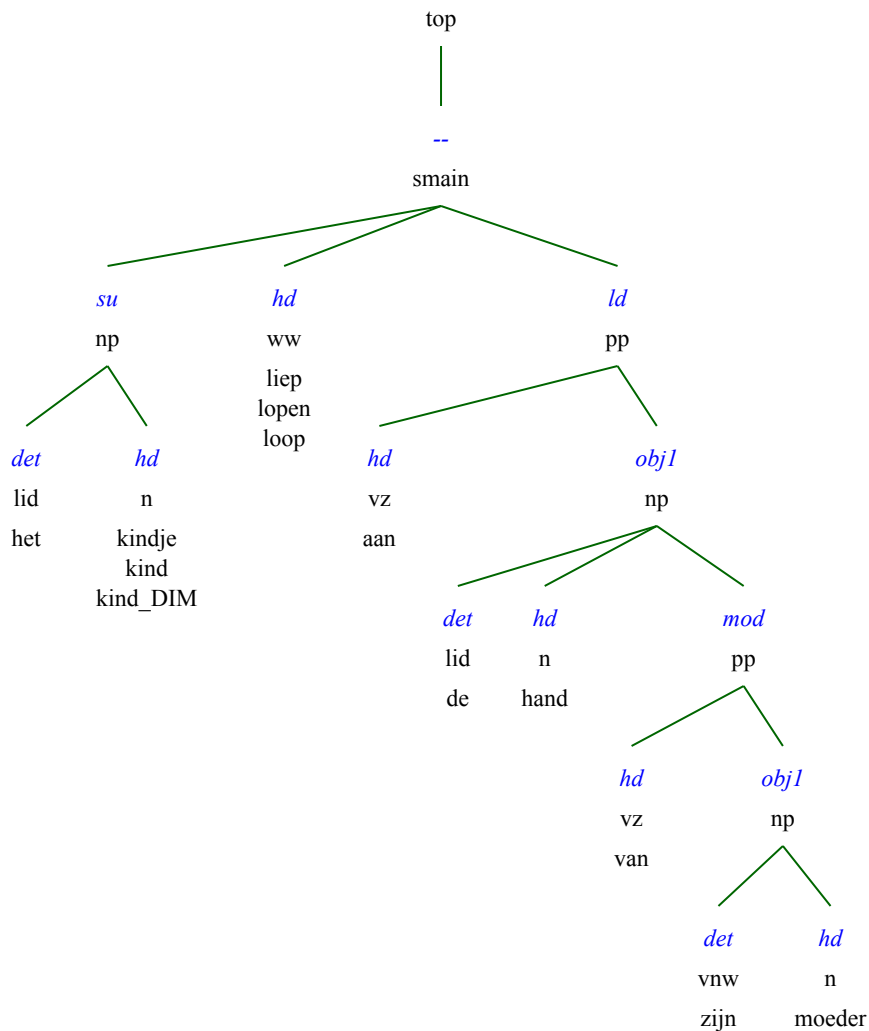 top
--
smain
su hd ld
np ww pp
liep
lopen
loop
det hd hd obj1
lid n vz np
het kindje aan
kind
kind_DIM
det hd mod
lid n pp
de hand
hd obj1
vz np
van
det hd
vnw n
zijn moeder